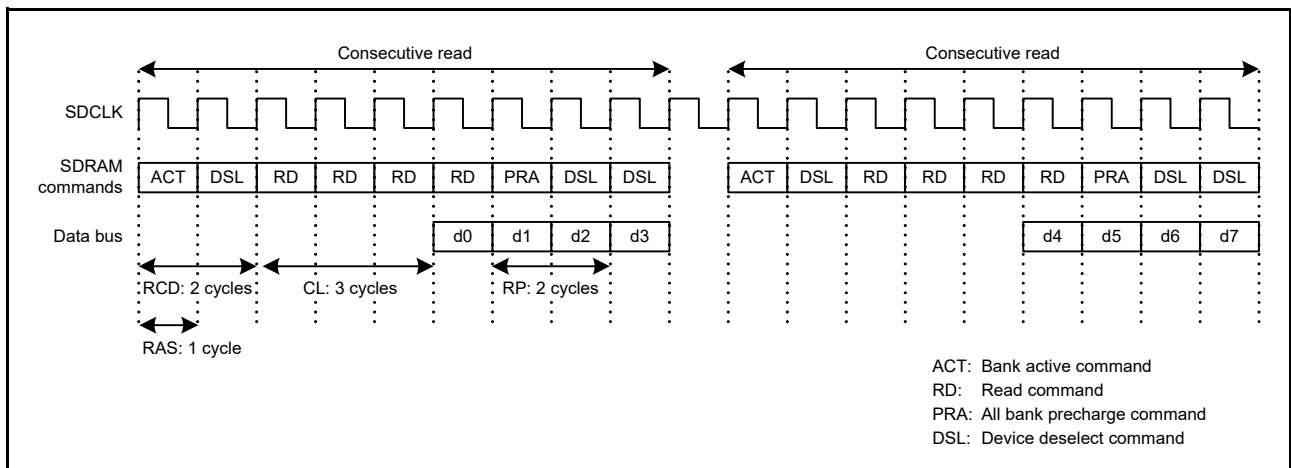 Consecutive read Consecutive read
SDCLK
SDRAM
commands
ACT DSL RD RD RD RD PRA DSL DSL ACT DSL RD RD RD RD PRA DSL DSL
Data bus d0 d1 d2 d3 d4 d5 d6 d7
RCD: 2 cycles CL: 3 cycles RP: 2 cycles
RAS: 1 cycle
ACT: Bank active command
RD: Read command
PRA: All bank precharge command
DSL: Device deselect command